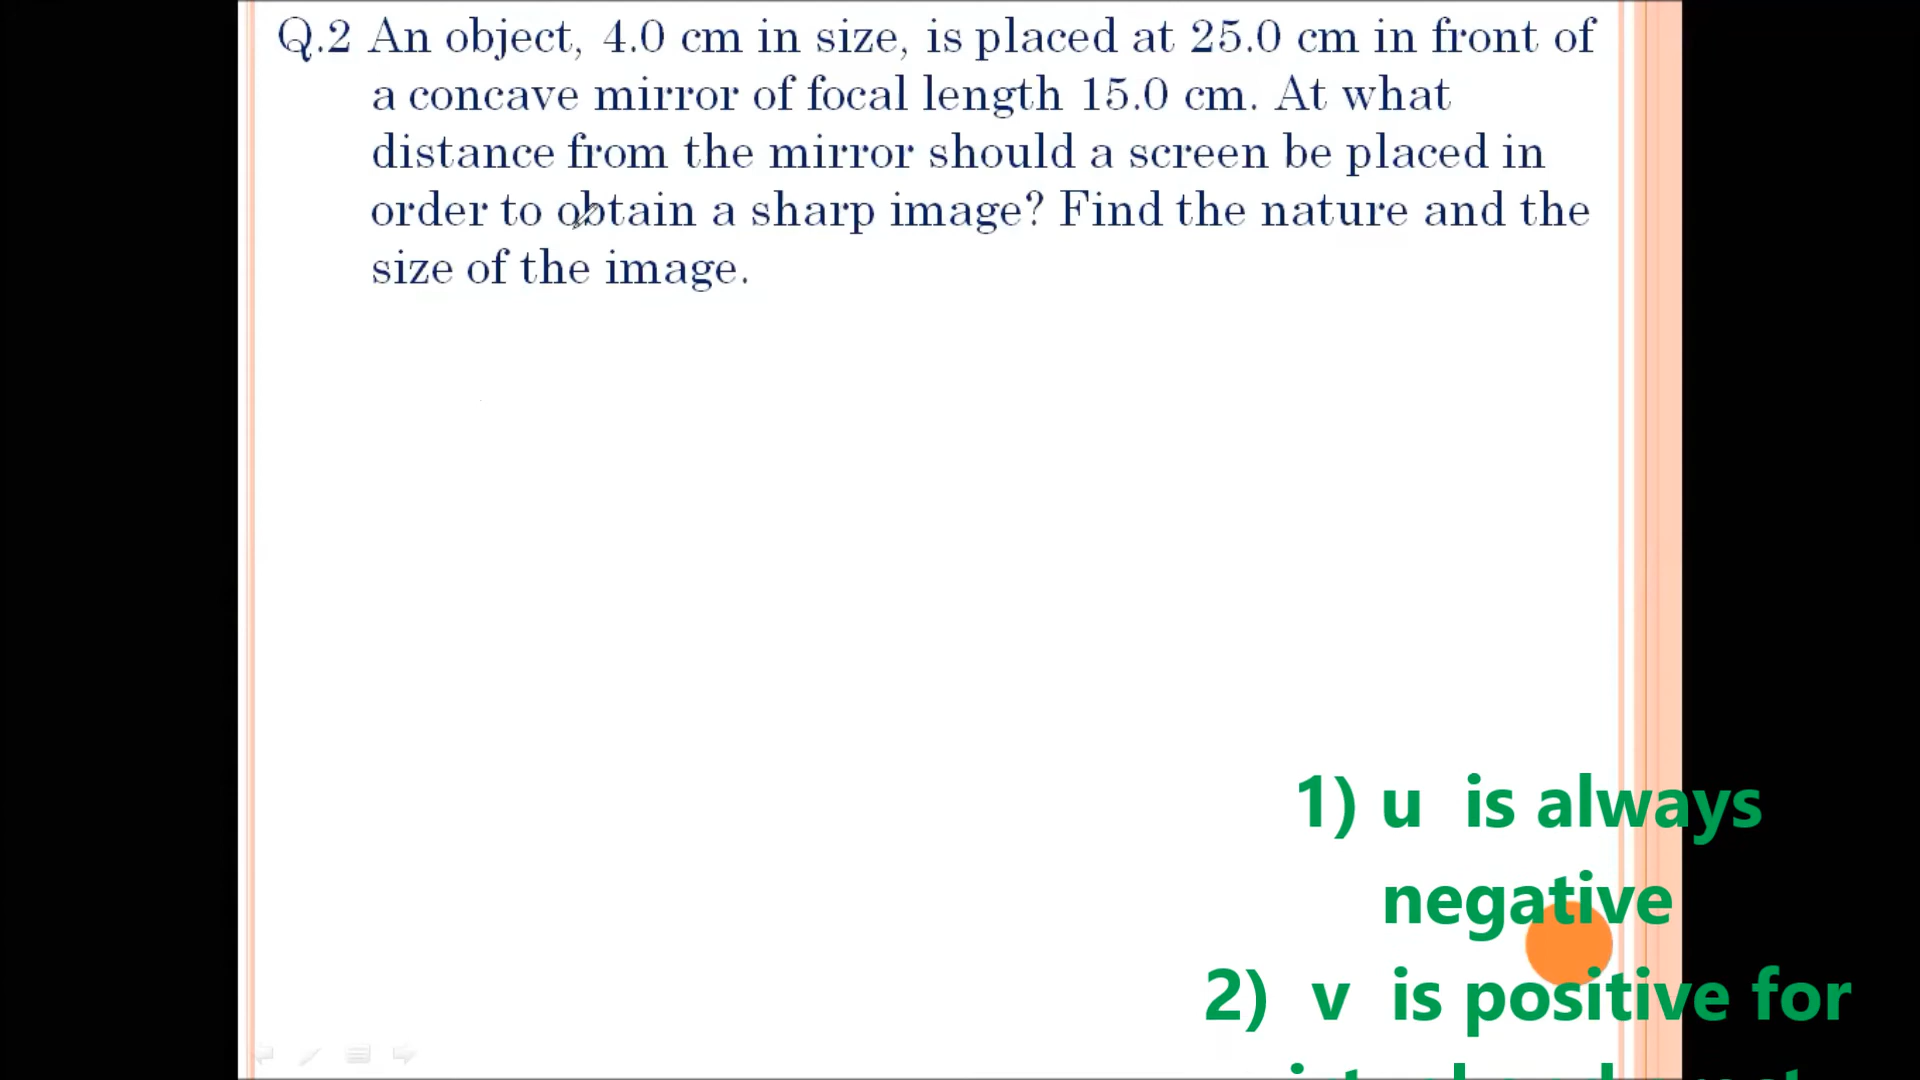 Q.2 An object, 4.0 cm in size, is placed at 25.0 cm in front of
a concave mirror of focal length 15.0 cm. At what
distance from the mirror should a screen be placed in
order to obtain a sharp image? Find the nature and the
size of the image.
1) u is always
negative
2) v is positive for